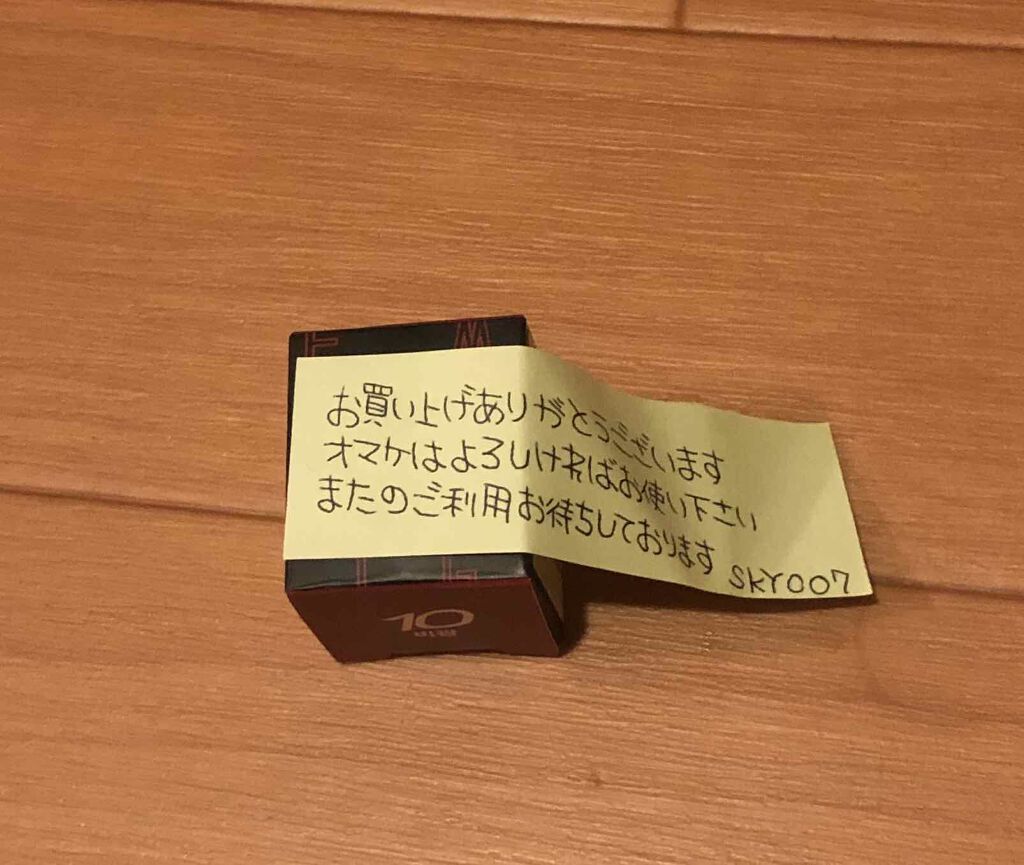 お買い上げありがとうございます
オマケはよろしければお使い下さい
またのご利用お待ちしております
SKY007
10